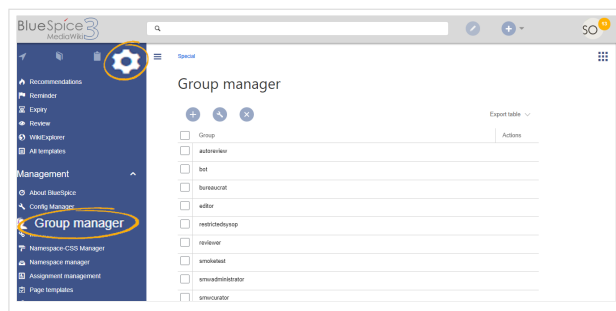 BlueSpice 3
MediaWiki
SO
Special
Group manager
Recommendations
Reminder
Expiry
Review
WikiExplorer
All templates
Management
About BlueSpice
Config Manager
Group manager
Namespace-CSS Manager
Namespace manager
Assignment management
Page templates
Export table
Group
Actions
autoreview
bot
bureaucrat
editor
restrictedsysop
reviewer
smoketest
smwadministrator
smwcurator